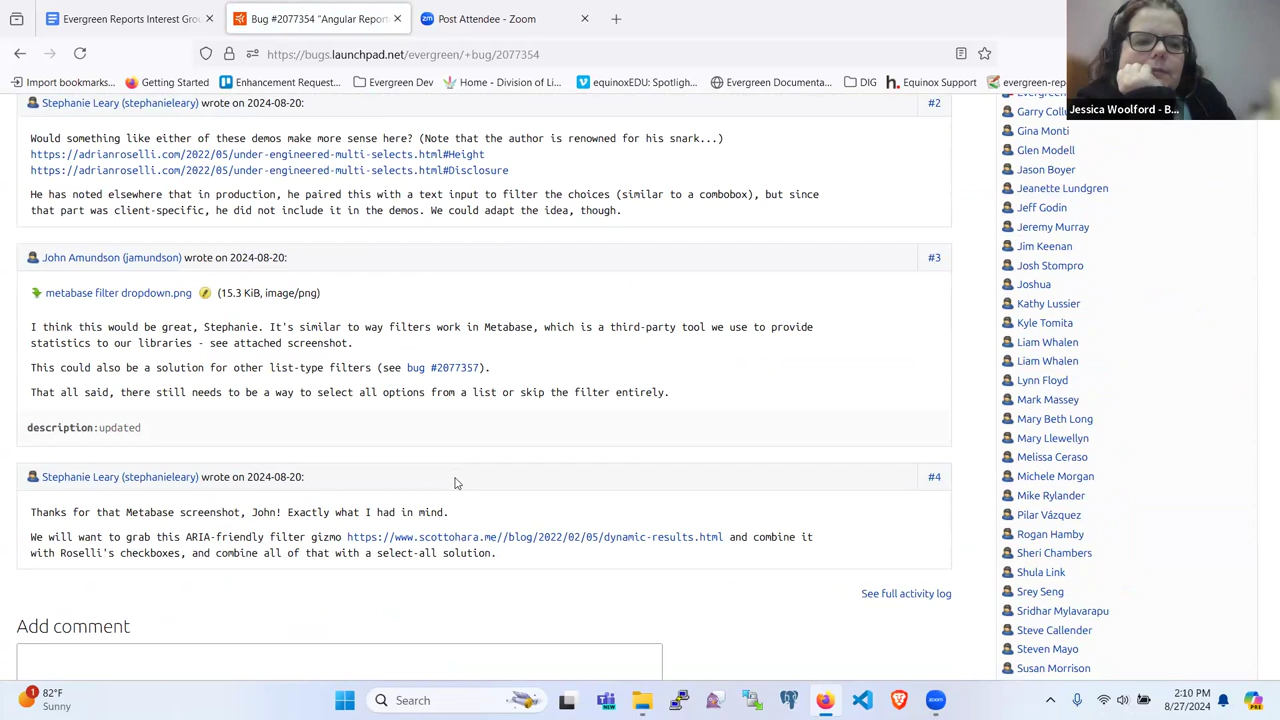 Evergreen Reports Interest Grou
Bug #2077354 "Angular Report
Post Attendee - Zoom
https://bugs.launchpad.net/evergreen/+bug/2077354
Import bookmarks...
Getting Started
Enhancement Request...
Evergreen Dev
Home - Division of Li...
equinoxEDU: Spotligh...
Evergreen Documenta...
DIG
Equinox Support
evergreen-rep
Jessica Woolford - B...
Stephanie Leary (stephanieleary) wrote on 2024-08-20:
#2
Would something like either of these demos make more sense here? (Note that the author is renowned for his snark...)
https://adrianroselli.com/2022/05/under-engineered-multi-selects.html#Height
https://adrianroselli.com/2022/05/under-engineered-multi-selects.html#Disclosure
He has noted elsewhere that in production, he paired this with a text input to filter the choices (similar to a combobox), but since
that part was client-specific, he did not include it in the demos. We could adapt the idea, though.
John Amundson (jamundson) wrote on 2024-08-20:
#3
metabase filter dropdown.png (15.3 KiB, image/png)
I think this would be great, Stephanie. It's similar to way filters work in Metabase, which is a third-party tool we use to provide
statistics to our libraries - see attached screenshot.
This could also be a solution for other list-type filters (see bug #2077357).
That all said, there still needs to be a way to select all options from a list or skip the filter entirely.
description:updated
Stephanie Leary (stephanieleary) wrote on 2024-08-20:
#4
Thanks for that Metabase screenshot, John! Exactly what I had in mind.
We will want to grab this ARIA-friendly filter gizmo https://www.scottohara.me//blog/2022/02/05/dynamic-results.html and combine it
with Roselli's checkboxes, and combine all of that with a select-all solution.
See full activity log
Add comment
Garry Collu
Gina Monti
Glen Modell
Jason Boyer
Jeanette Lundgren
Jeff Godin
Jeremy Murray
Jim Keenan
Josh Stompro
Joshua
Kathy Lussier
Kyle Tomita
Liam Whalen
Liam Whalen
Lynn Floyd
Mark Massey
Mary Beth Long
Mary Llewellyn
Melissa Ceraso
Michele Morgan
Mike Rylander
Pilar Vázquez
Rogan Hamby
Sheri Chambers
Shula Link
Srey Seng
Sridhar Mylavarapu
Steve Callender
Steven Mayo
Susan Morrison
1
82°F
Sunny
Search
2:10 PM
8/27/2024